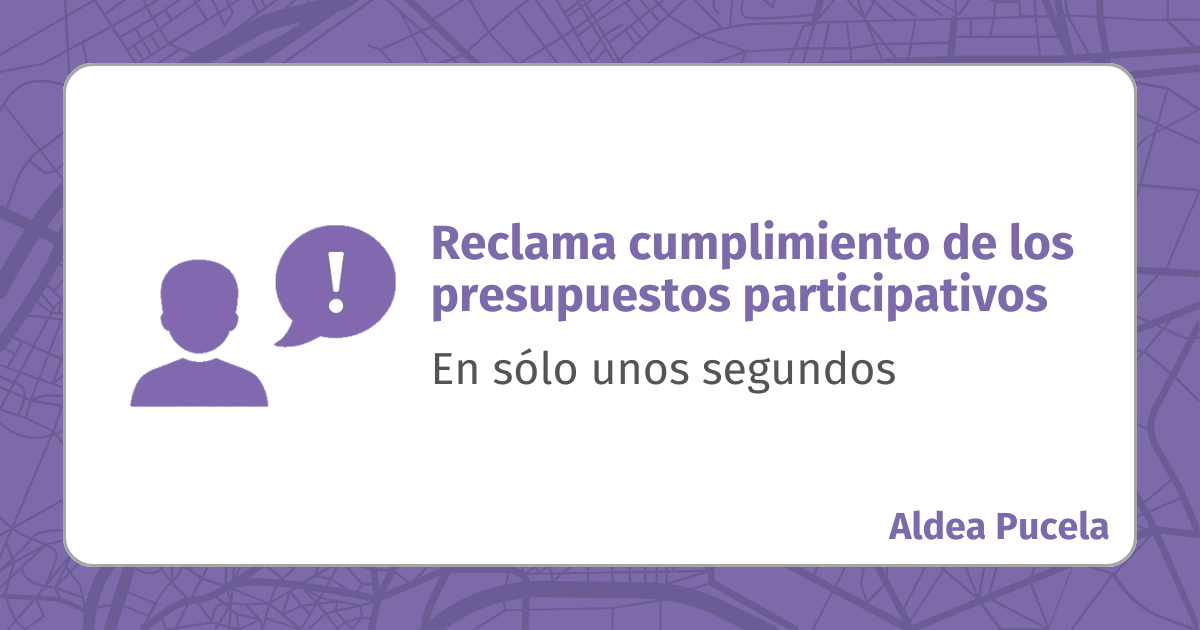 Reclama cumplimiento de los
presupuestos participativos
En sólo unos segundos
Aldea Pucela